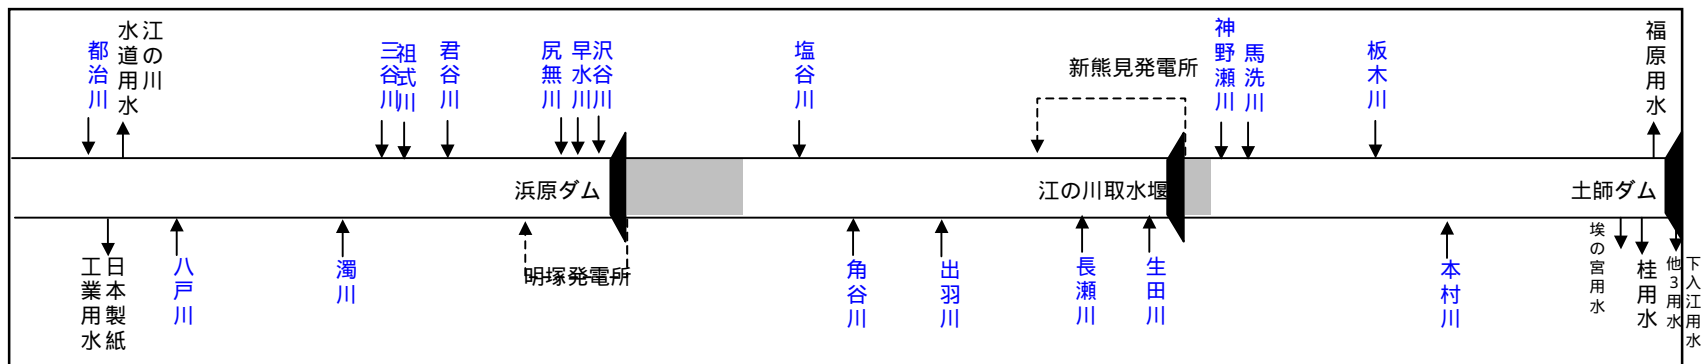 都治川
江の川
水道用水
三谷川
祖式川
君谷川
尻無川
早水川
沢谷川
塩谷川
新熊見発電所
神野瀬川
馬洗川
板木川
福原用水
浜原ダム
江の川取水堰
土師ダム
日本製紙
工業用水
八戸川
濁川
明塚発電所
角谷川
出羽川
長瀬川
生田川
本村川
埃の宮用水
桂用水
下入江用水
他3用水